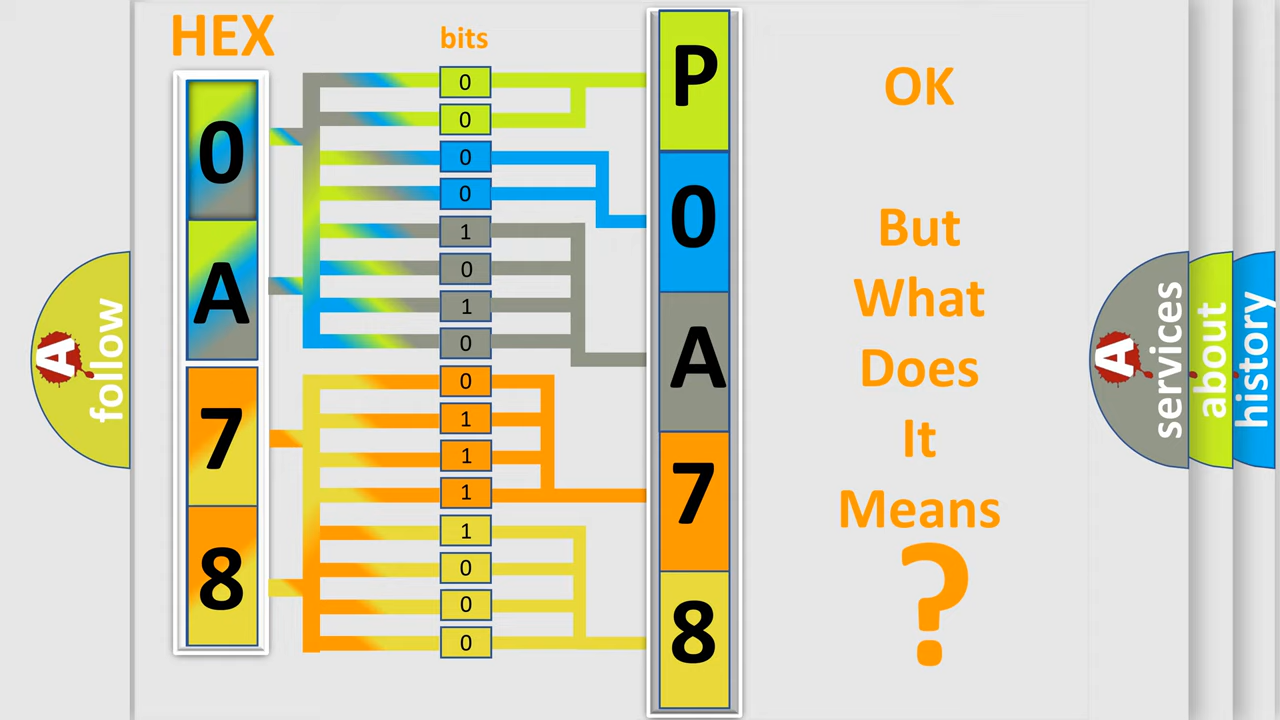 HEX
bits
0
A
7
8
0
0
0
0
1
0
1
0
0
1
1
1
1
0
0
0
P
0
A
7
8
OK
But
What
Does
It
Means
?
A
follow
A
services
about
history